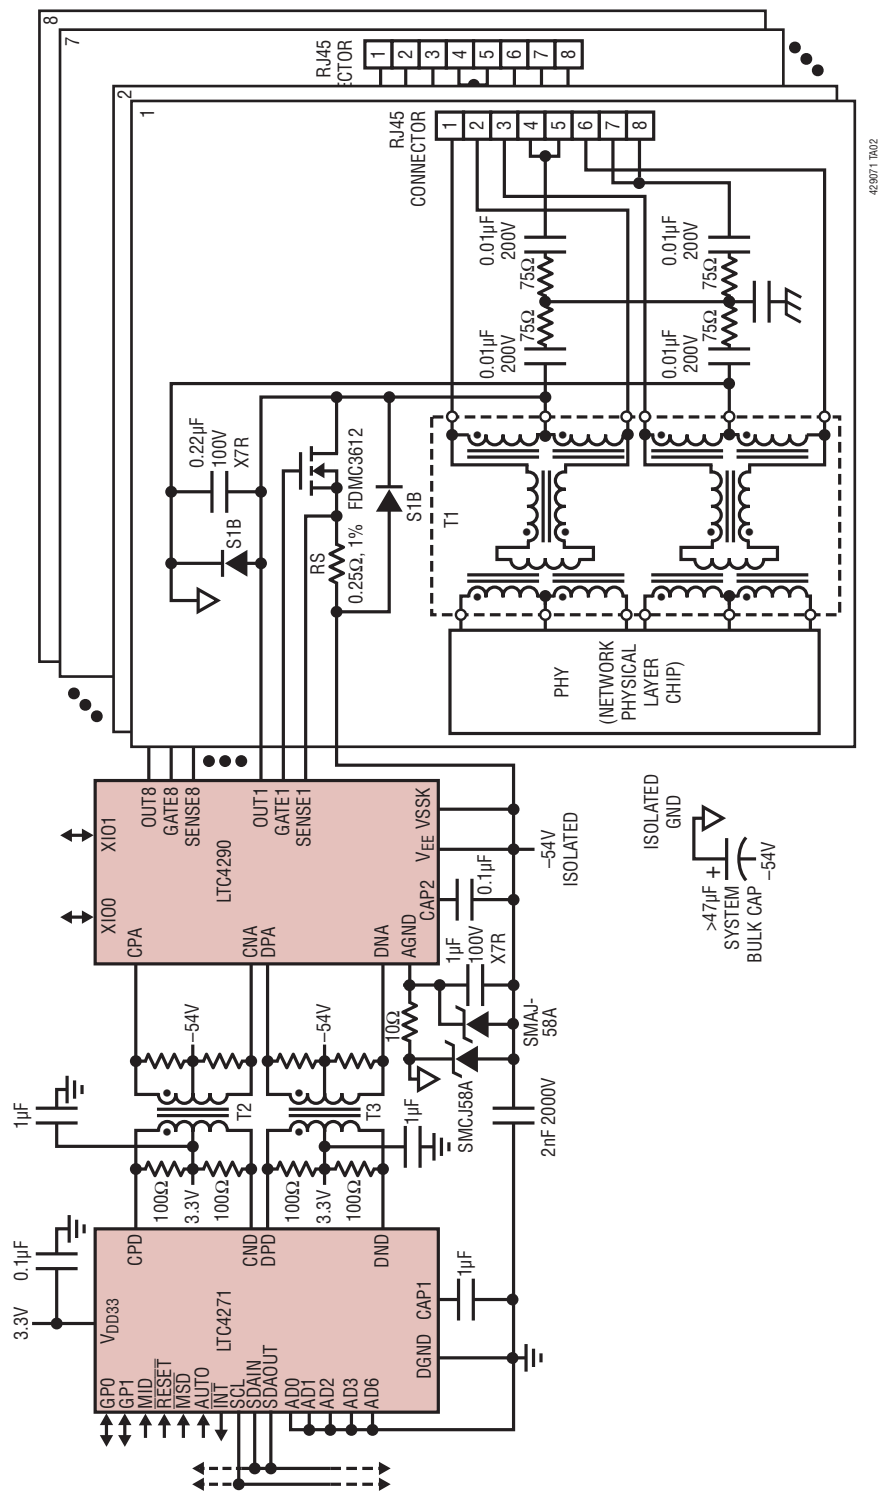 8
7
RJ45
CTOR
1
2
3
4
5
6
7
8
2
1
RJ45
CONNECTOR
1
2
3
4
5
6
7
8
0.01µF
200V
75Ω
75Ω
0.01µF
200V
0.01µF
200V
75Ω
75Ω
0.01µF
200V
0.22µF
100V
X7R
S1B
FDMC3612
RS
0.25Ω, 1%
S1B
T1
PHY
(NETWORK
PHYSICAL
LAYER
CHIP)
XIO0
XIO1
OUT8
GATE8
SENSE8
OUT1
GATE1
SENSE1
LTC4290
CPA
CNA
DPA
DNA
AGND
CAP2
VEE
VSSK
0.1µF
1µF
100V
X7R
–54V
ISOLATED
ISOLATED
GND
>47µF
+
SYSTEM
BULK CAP
–54V
10Ω
SMAJ-
58A
SMCJ58A
–54V
–54V
1µF
T2
T3
1µF
2nF 2000V
100Ω
3.3V
100Ω
100Ω
3.3V
100Ω
0.1µF
3.3V
VDD33
CPD
CND
DPD
DND
LTC4271
CAP1
1µF
DGND
GP0
GP1
MID
RESET
MSD
AUTO
INT
SCL
SDAIN
SDAOUT
AD0
AD1
AD2
AD3
AD6
429071 TA02